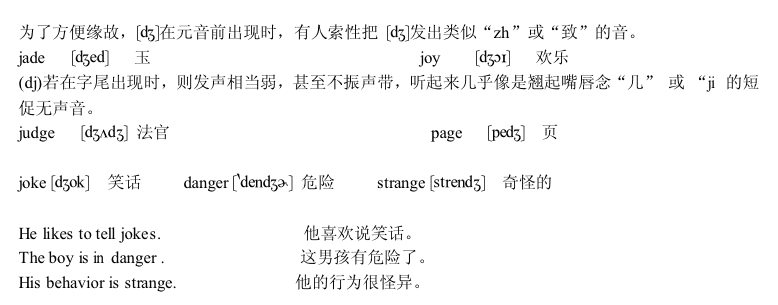 为了方便缘故，[dʒ]在元音前出现时，有人索性把 [dʒ]发出类似“zh”或“致”的音。
jade [dʒed] 玉 joy [dʒɔɪ] 欢乐
(dj)若在字尾出现时，则发声相当弱，甚至不振声带，听起来几乎像是翘起嘴唇念“几” 或 “ji 的短
促无声音。
judge [dʒʌdʒ] 法官 page [pedʒ] 页
joke [dʒok] 笑话 danger [ˋdendʒɚ] 危险 strange [strendʒ] 奇怪的
He likes to tell jokes. 他喜欢说笑话。
The boy is in danger . 这男孩有危险了。
His behavior is strange. 他的行为很怪异。